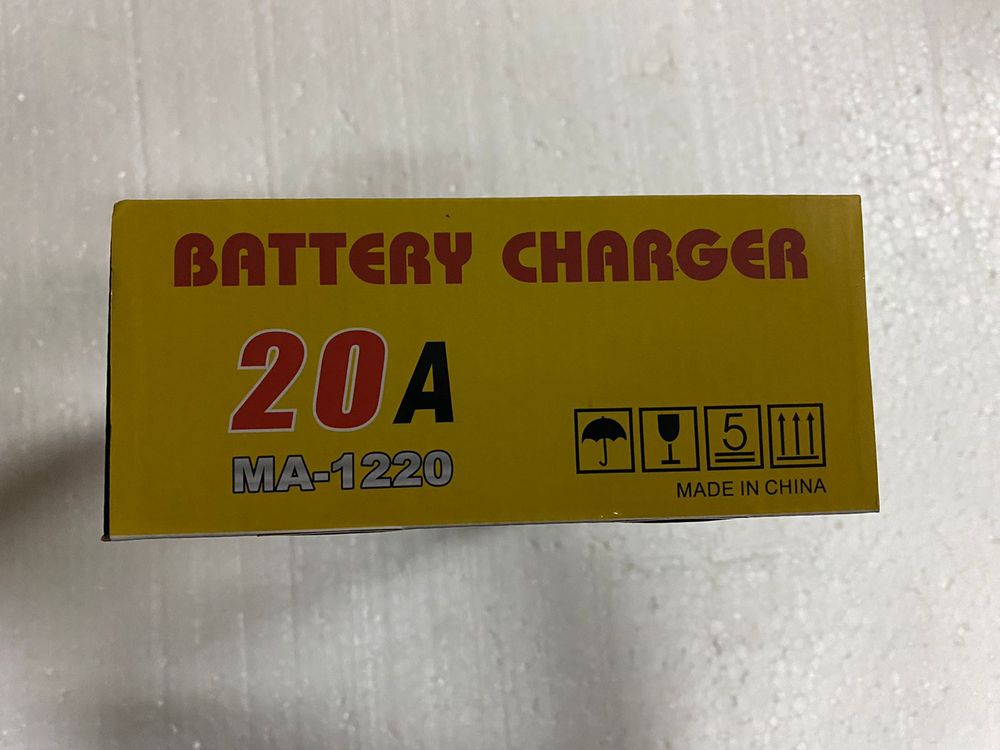 BATTERY CHARGER
20A
MA-1220
5
MADE IN CHINA